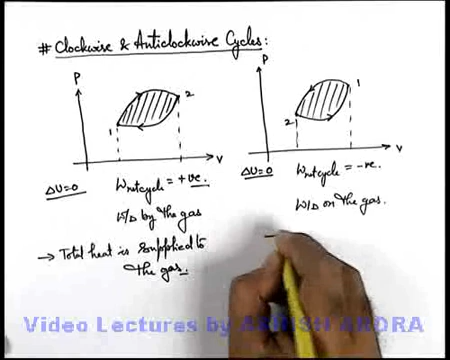 # Clockwise & Anticlockwise Cycles:
P
2
1
V
ΔU=0
Wnetcycle = +ve.
W/D by the gas
→ Total heat is supplied to
the gas.
P
1
2
V
ΔU=0
Wnetcycle = -ve.
W/D on the gas.
Video Lectures by ASHISH ARORA